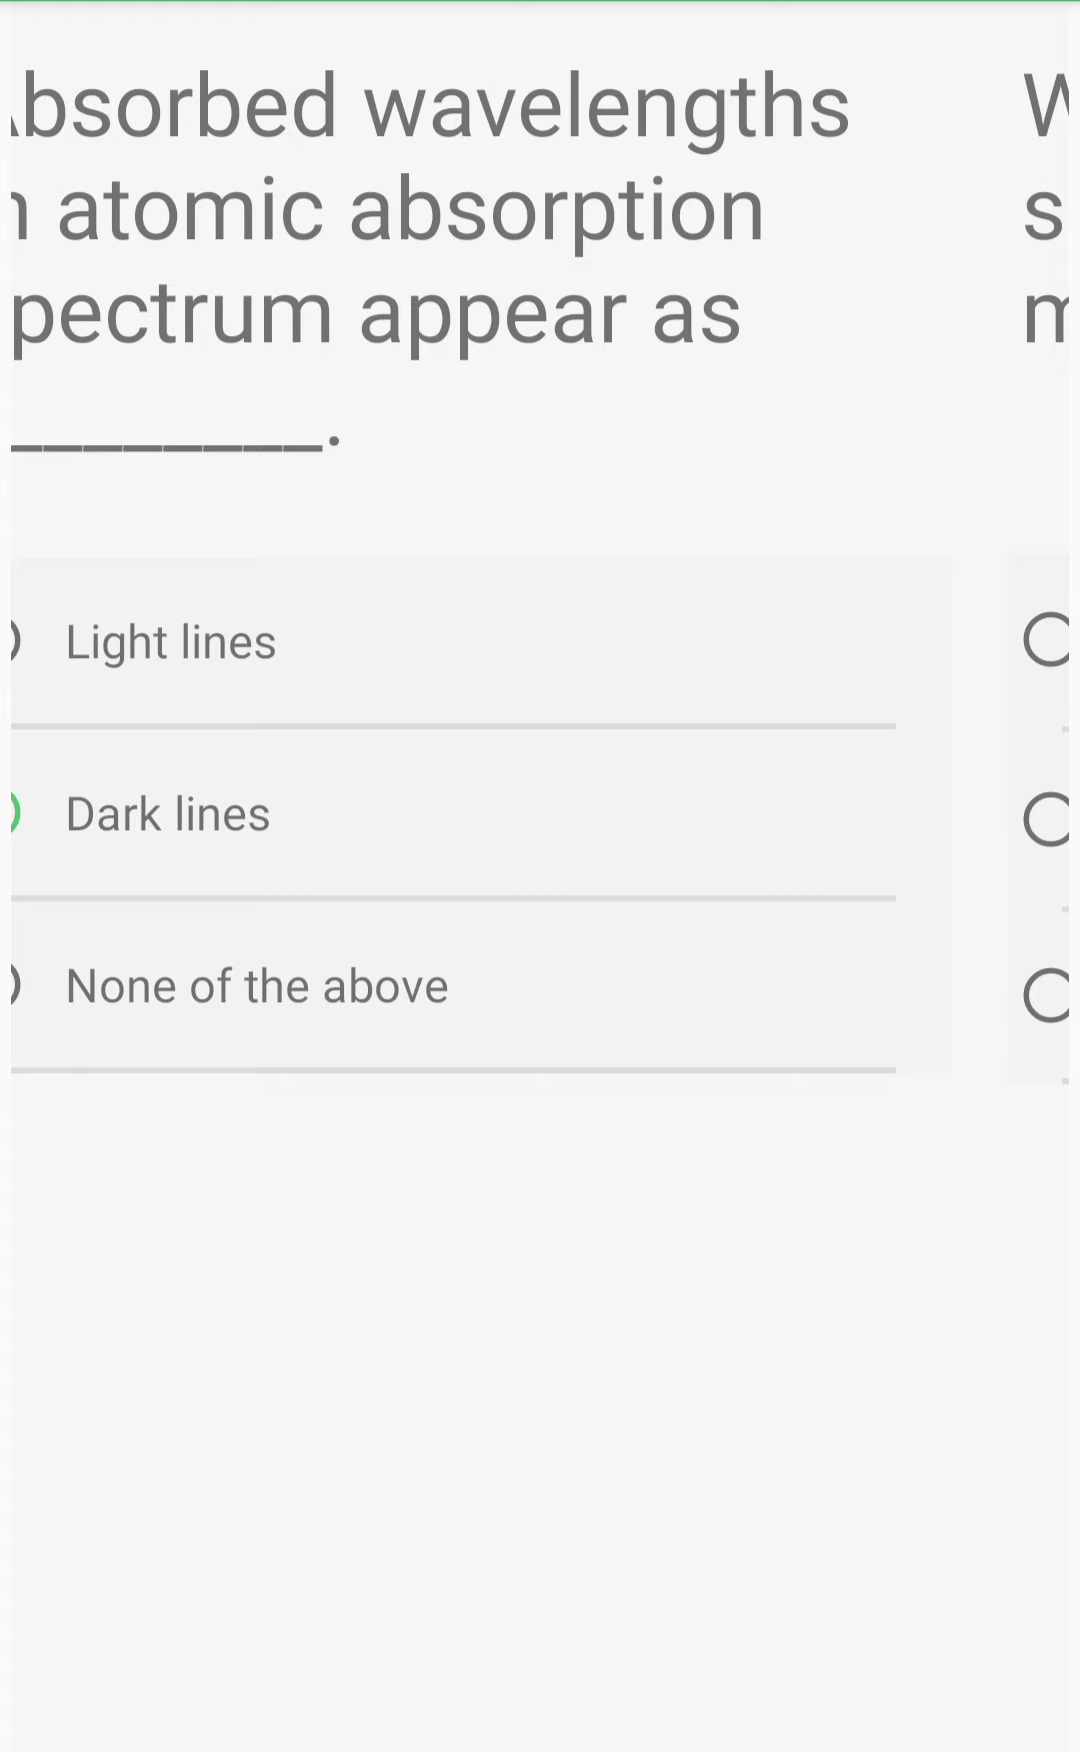 bsorbed wavelengths
atomic absorption
pectrum appear as
________.
Light lines
Dark lines
None of the above
s